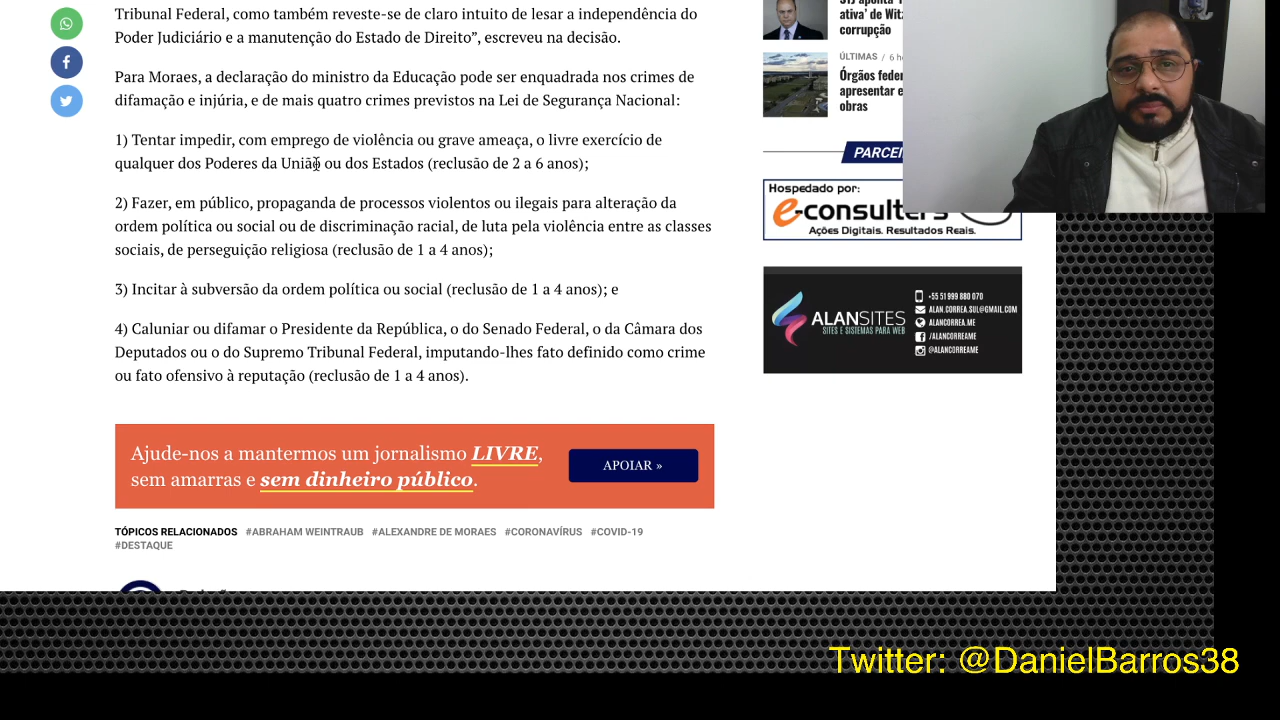 Tribunal Federal, como também reveste-se de claro intuito de lesar a independência do
Poder Judiciário e a manutenção do Estado de Direito”, escreveu na decisão.
Para Moraes, a declaração do ministro da Educação pode ser enquadrada nos crimes de
difamação e injúria, e de mais quatro crimes previstos na Lei de Segurança Nacional:
1) Tentar impedir, com emprego de violência ou grave ameaça, o livre exercício de
qualquer dos Poderes da União ou dos Estados (reclusão de 2 a 6 anos);
2) Fazer, em público, propaganda de processos violentos ou ilegais para alteração da
ordem política ou social ou de discriminação racial, de luta pela violência entre as classes
sociais, de perseguição religiosa (reclusão de 1 a 4 anos);
3) Incitar à subversão da ordem política ou social (reclusão de 1 a 4 anos); e
4) Caluniar ou difamar o Presidente da República, o do Senado Federal, o da Câmara dos
Deputados ou o do Supremo Tribunal Federal, imputando-lhes fato definido como crime
ou fato ofensivo à reputação (reclusão de 1 a 4 anos).
Ajude-nos a mantermos um jornalismo LIVRE,
sem amarras e sem dinheiro público.
APOIAR »
TÓPICOS RELACIONADOS #ABRAHAM WEINTRAUB #ALEXANDRE DE MORAES #CORONAVÍRUS #COVID-19
#DESTAQUE
ativa’ de Wit
corrupção
ÚLTIMAS / 6 h
Órgãos feder
apresentar e
obras
PARCEI
Hospedado por:
e-consulters
Ações Digitais. Resultados Reais.
ALANSITES
SITES E SISTEMAS PARA WEB
+55 51 999 880 070
ALAN.CORREA.SUL@GMAIL.COM
ALANCORREA.ME
/ALANCORREAME
@ALANCORREAME
Twitter: @DanielBarros38